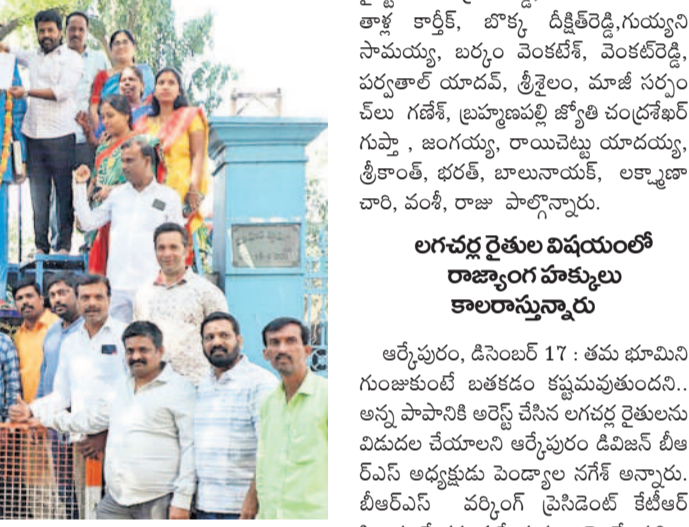 తాళ్ల కార్తీక్, బొక్క దీక్షిత్‌రెడ్డి,గుయ్యని
సామయ్య, బర్కం వెంకటేశ్, వెంకట్‌రెడ్డి,
పర్వతాల్ యాదవ్, శ్రీశైలం, మాజీ సర్పం
చ్‌లు గణేశ్, బ్రహ్మణపల్లి జ్యోతి చంద్రశేఖర్
గుప్తా , జంగయ్య, రాయిచెట్టు యాదయ్య,
శ్రీకాంత్, భరత్, బాలునాయక్, లక్ష్మాణా
చారి, వంశీ, రాజు పాల్గొన్నారు.
లగచర్ల రైతుల విషయంలో
రాజ్యాంగ హక్కులు
కాలరాస్తున్నారు
ఆర్కేపురం, డిసెంబర్ 17 : తమ భూమిని
గుంజుకుంటే బతకడం కష్టమవుతుందని..
అన్న పాపానికి అరెస్ట్ చేసిన లగచర్ల రైతులను
విడుదల చేయాలని ఆర్కేపురం డివిజన్ బీఆ
ర్ఎస్ అధ్యక్షుడు పెండ్యాల నగేశ్ అన్నారు.
బీఆర్ఎస్ వర్కింగ్ ప్రెసిడెంట్ కేటీఆర్